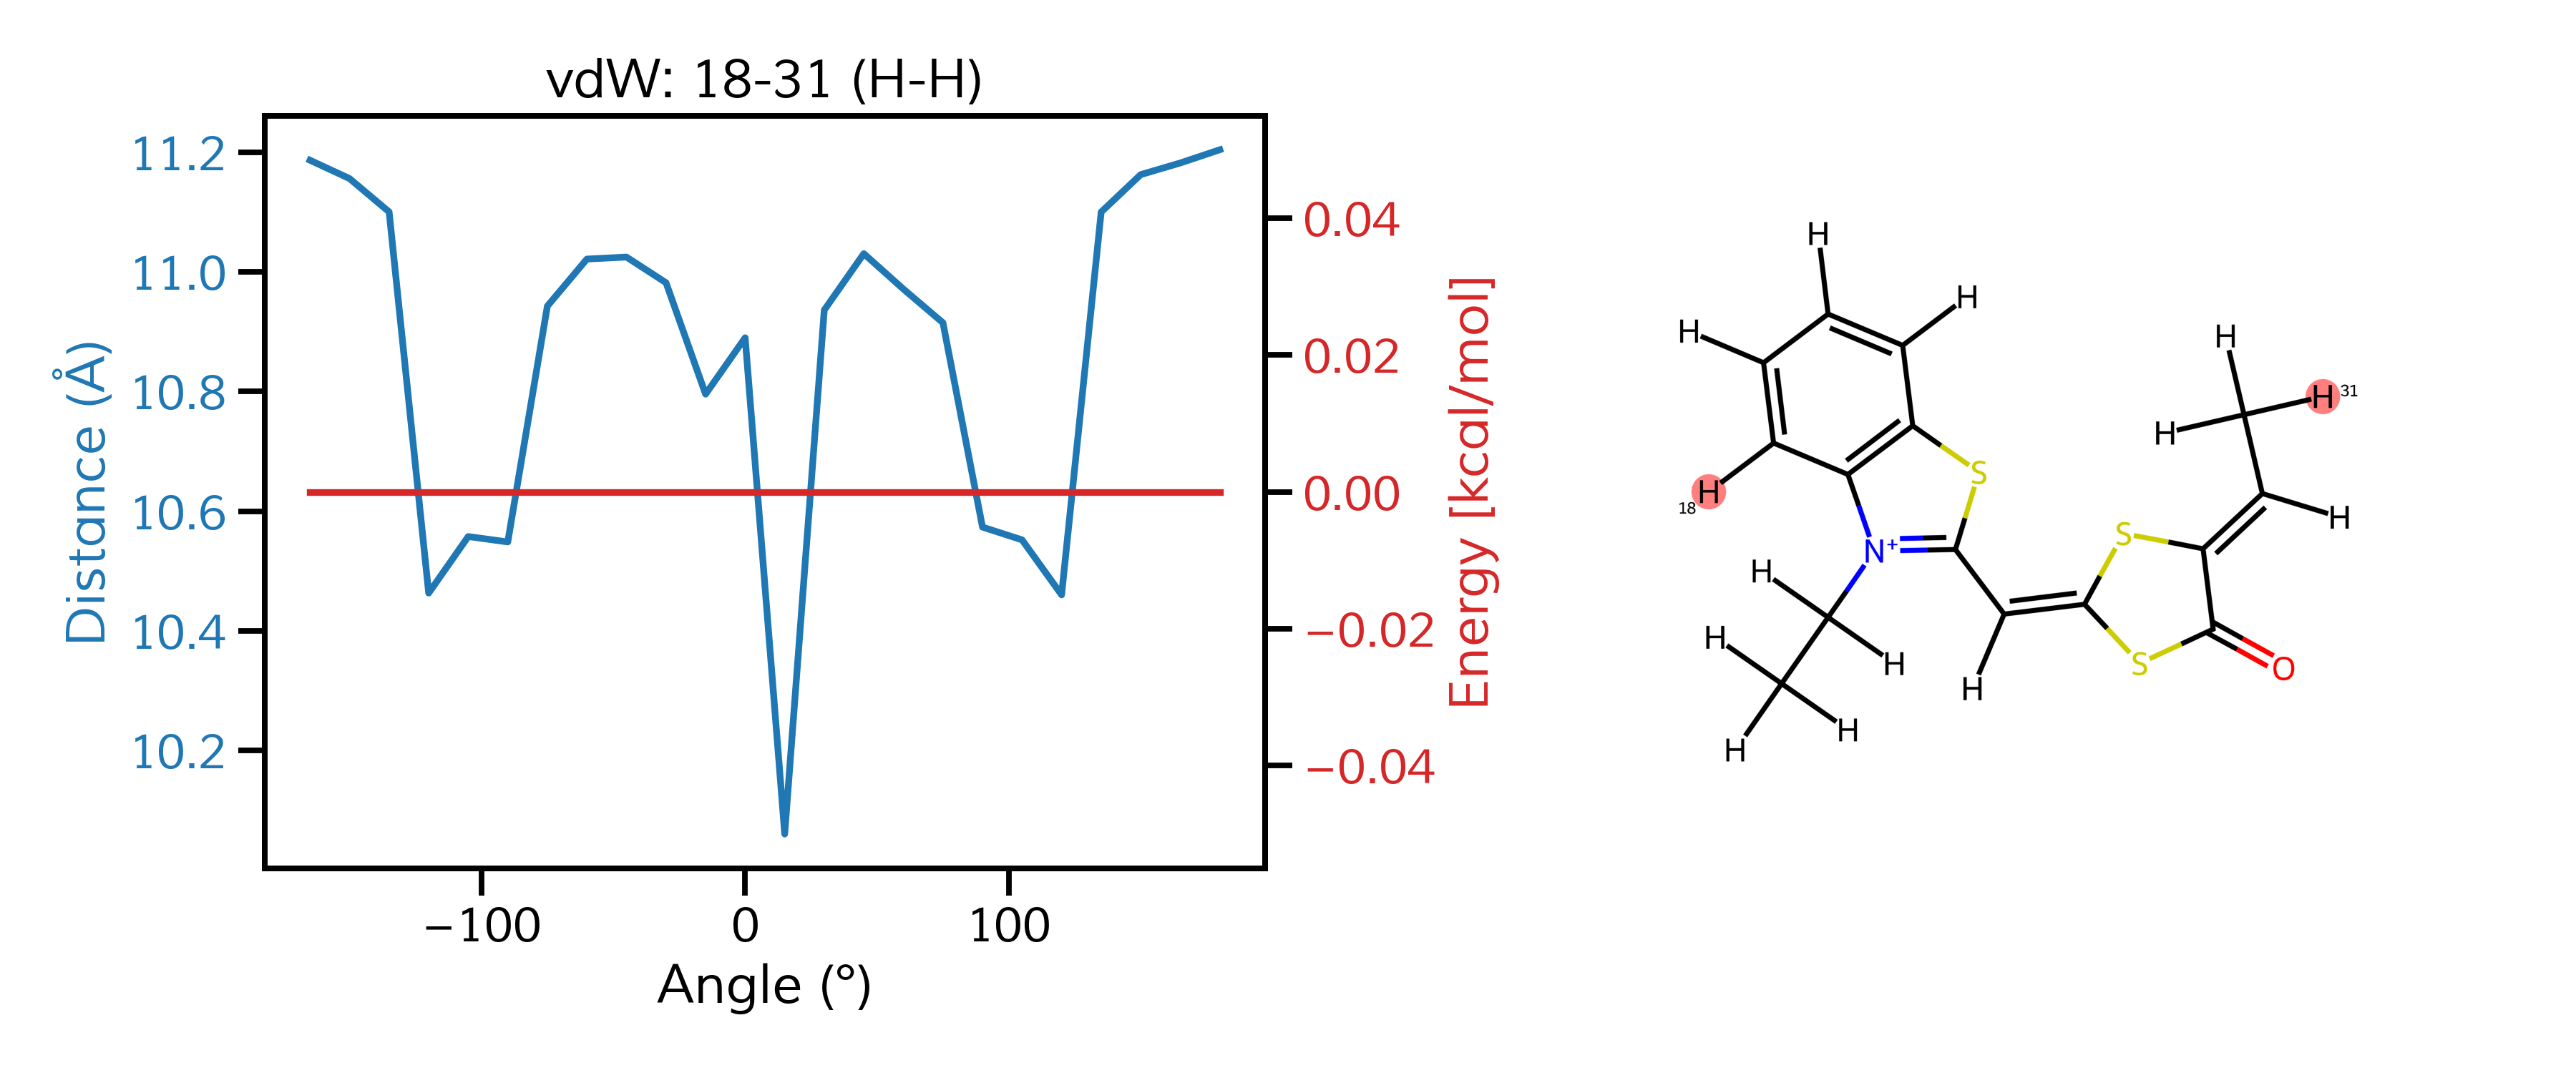 vdW: 18-31 (H-H)
Distance (Å)
11.2
11.0
10.8
10.6
10.4
10.2
−100
0
100
Angle (°)
0.04
0.02
0.00
−0.02
−0.04
Energy [kcal/mol]
H
H
H
H
H
H 31
H
S
H
18
H
S
N+
H
H
H
S
O
H
H
H